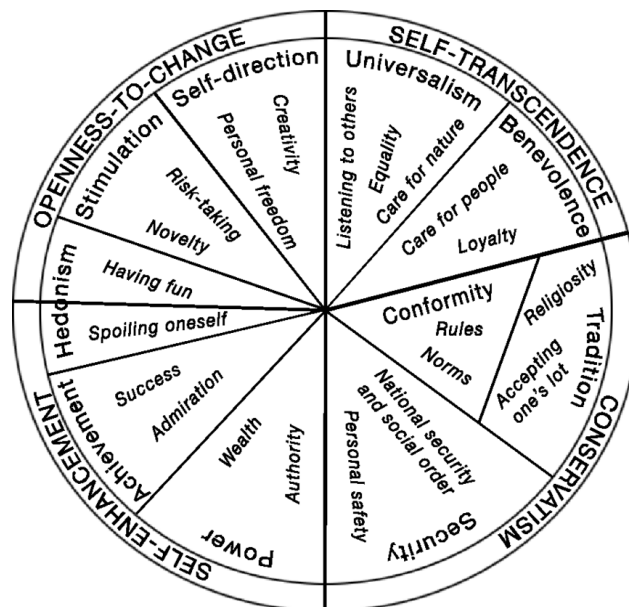 OPENNESS-TO-CHANGE
SELF-TRANSCENDENCE
Self-direction
Creativity
Personal freedom
Universalism
Listening to others
Equality
Care for nature
Benevolence
Care for people
Loyalty
Stimulation
Risk-taking
Novelty
Hedonism
Having fun
Spoiling oneself
Conformity
Rules
Norms
Tradition
Religiosity
Accepting
one's lot
Achievement
Success
Admiration
Power
Wealth
Authority
Security
National security
and social order
Personal safety
SELF-ENHANCEMENT
CONSERVATISM